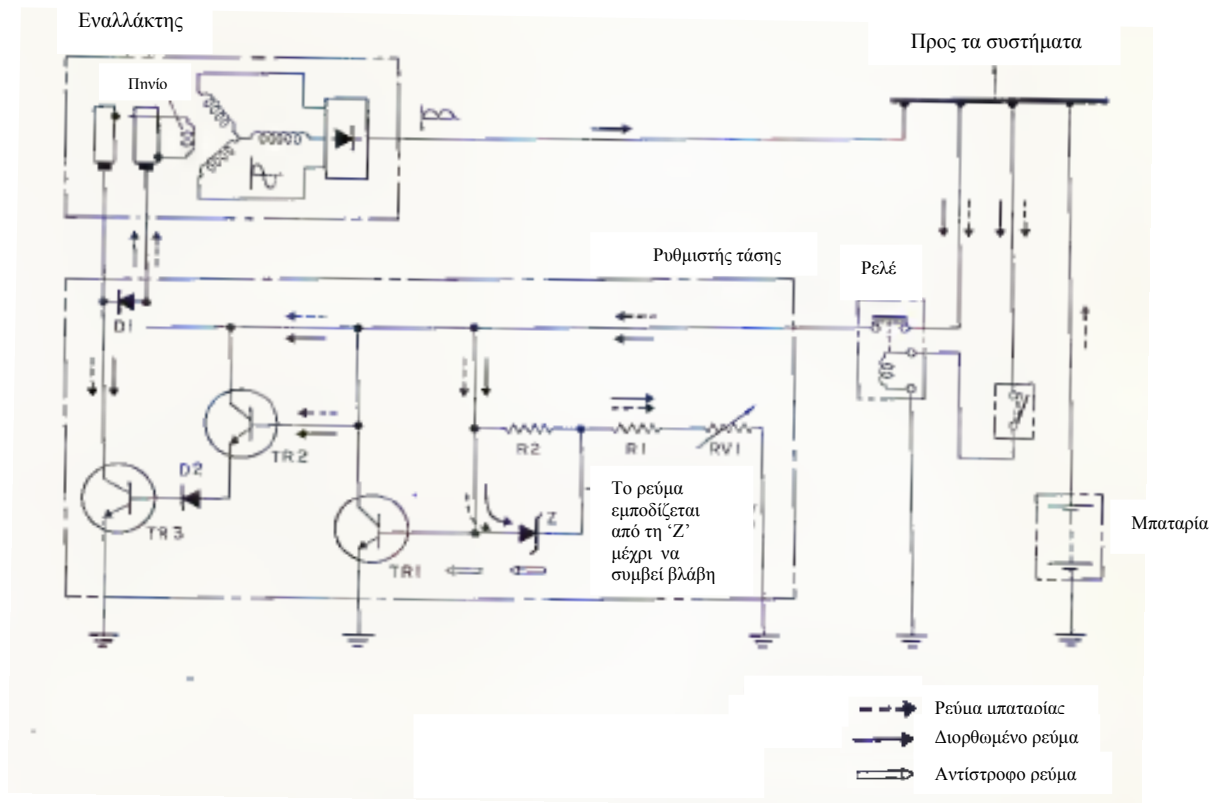 Εναλλάκτης
Προς τα συστήματα
Πηνίο
B
Ρυθμιστής τάσης
Ρελέ
D1
R2
R1
RV1
TR2
D2
TR3
Z
TR1
Το ρεύμα
εμποδίζεται
από τη ‘Z’
μέχρι να
συμβεί βλάβη
Μπαταρία
Ρεύμα μπαταρίας
Διορθωμένο ρεύμα
Αντίστροφο ρεύμα